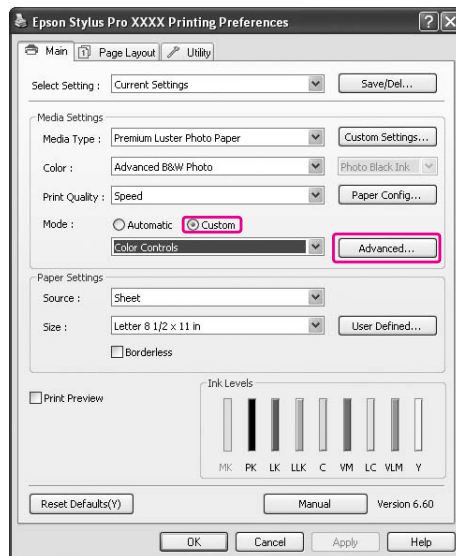 Epson Stylus Pro XXXX Printing Preferences
Main
Page Layout
Utility
Select Setting : Current Settings Save/Del...
Media Settings
Media Type : Premium Luster Photo Paper Custom Settings...
Color : Advanced B&W Photo Photo Black Ink
Print Quality : Speed Paper Config...
Mode : Automatic Custom
Color Controls Advanced...
Paper Settings
Source : Sheet
Size : Letter 8 1/2 x 11 in User Defined...
Borderless
Print Preview
Ink Levels
MK PK LK LLK C VM LC VLM Y
Reset Defaults(Y) Manual Version 6.60
OK Cancel Apply Help